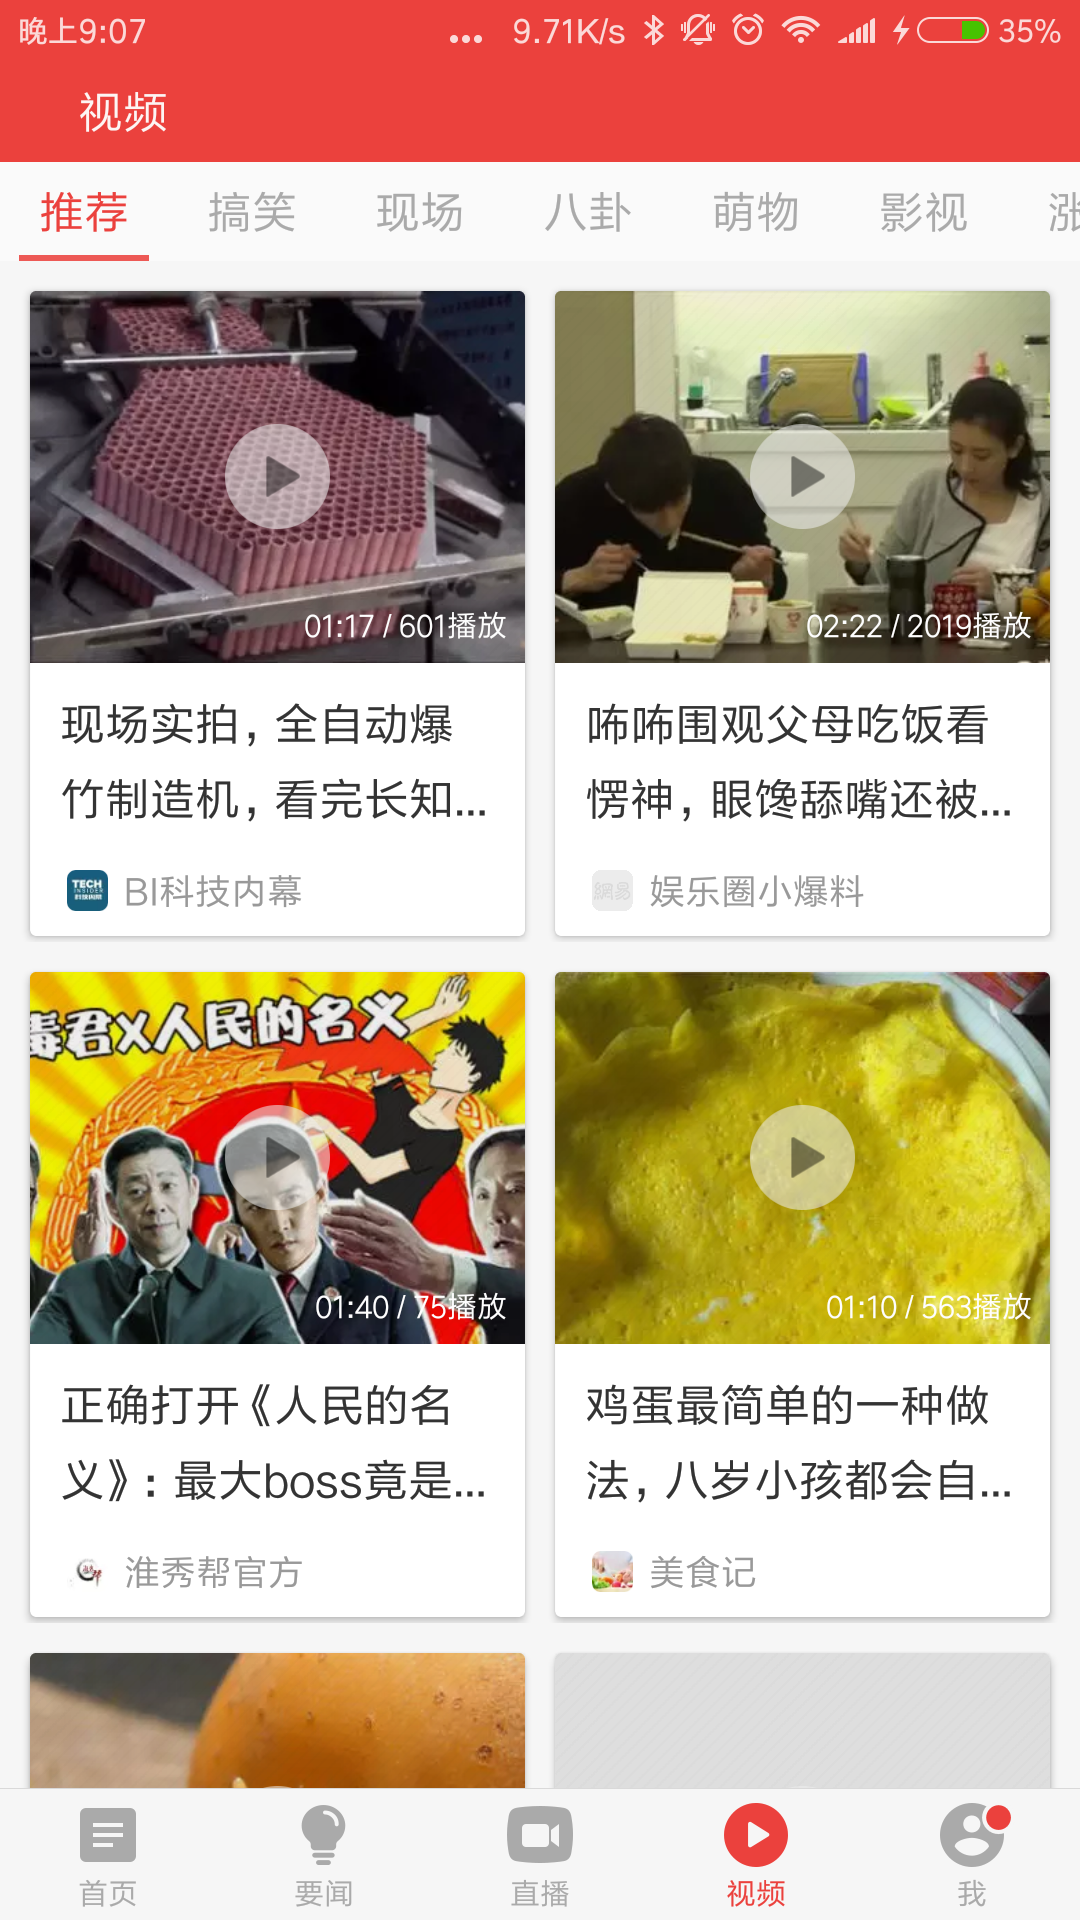 晚上9:07
... 9.71K/s 35%
视频
推荐 搞笑 现场 八卦 萌物 影视 涨
01:17 / 601播放
02:22 / 2019播放
现场实拍，全自动爆
竹制造机，看完长知...
咘咘围观父母吃饭看
愣神，眼馋舔嘴还被...
TECH
INSIDER
BI科技内幕
網易
娱乐圈小爆料
毒君X人民的名义
01:40 / 75播放
01:10 / 563播放
正确打开《人民的名
义》：最大boss竟是...
鸡蛋最简单的一种做
法，八岁小孩都会自...
淮秀帮官方
美食记
首页 要闻 直播 视频 我